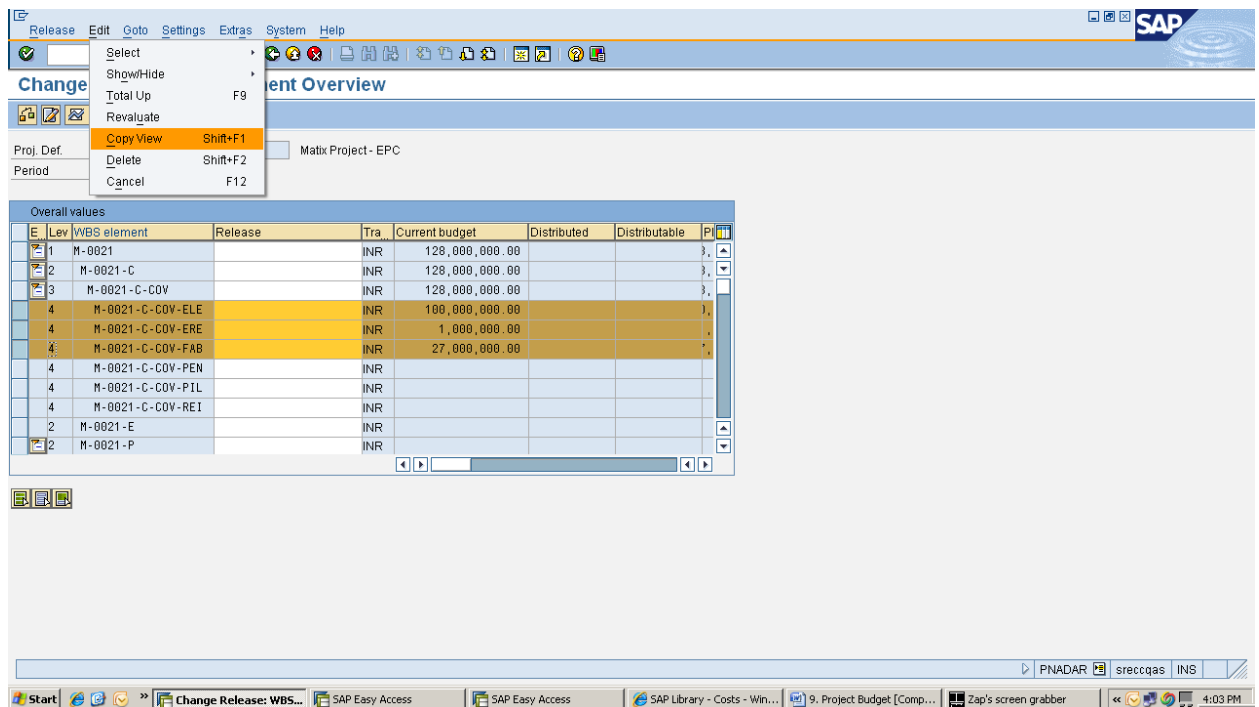 Release Edit Goto Settings Extras System Help
SAP
Select
Show/Hide
Total Up F9
Revaluate
Copy View Shift+F1
Delete Shift+F2
Cancel F12
Change ent Overview
Proj. Def. Matix Project - EPC
Period
Overall values
E... Lev WBS element Release Tra... Current budget Distributed Distributable Pl
1 M-0021 INR 128,000,000.00
2 M-0021-C INR 128,000,000.00
3 M-0021-C-COV INR 128,000,000.00
4 M-0021-C-COV-ELE INR 100,000,000.00
4 M-0021-C-COV-ERE INR 1,000,000.00
4 M-0021-C-COV-FAB INR 27,000,000.00
4 M-0021-C-COV-PEN INR
4 M-0021-C-COV-PIL INR
4 M-0021-C-COV-REI INR
2 M-0021-E INR
2 M-0021-P INR
PNADAR sreccqas INS
Start Change Release: WBS... SAP Easy Access SAP Easy Access SAP Library - Costs - Win... 9. Project Budget [Comp... Zap's screen grabber 4:03 PM